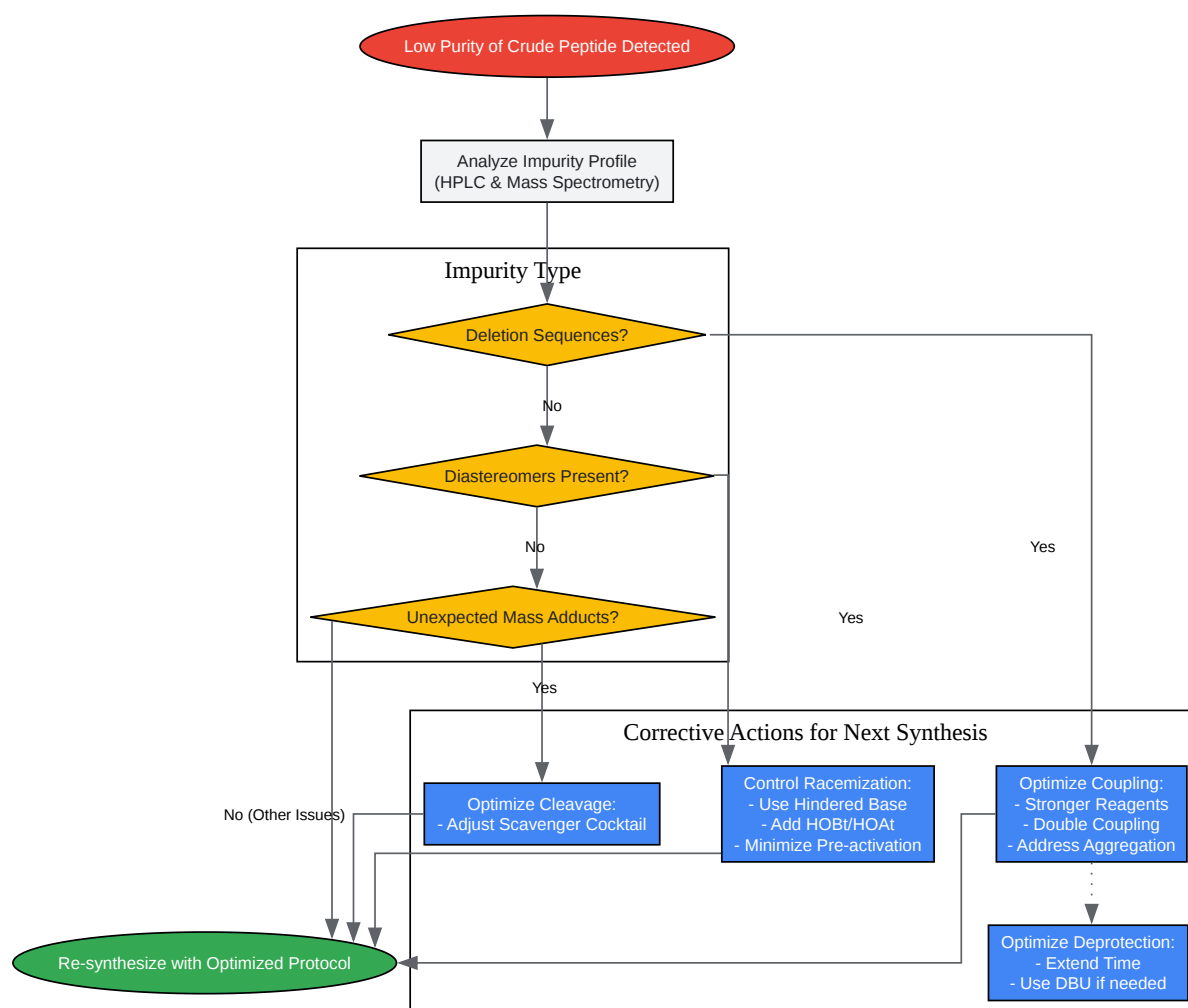 Low Purity of Crude Peptide Detected
Analyze Impurity Profile
(HPLC & Mass Spectrometry)
Impurity Type
Deletion Sequences?
No
Yes
Diastereomers Present?
No
Yes
Unexpected Mass Adducts?
Yes
No (Other Issues)
Corrective Actions for Next Synthesis
Optimize Cleavage:
- Adjust Scavenger Cocktail
Control Racemization:
- Use Hindered Base
- Add HOBt/HOAt
- Minimize Pre-activation
Optimize Coupling:
- Stronger Reagents
- Double Coupling
- Address Aggregation
Optimize Deprotection:
- Extend Time
- Use DBU if needed
Re-synthesize with Optimized Protocol